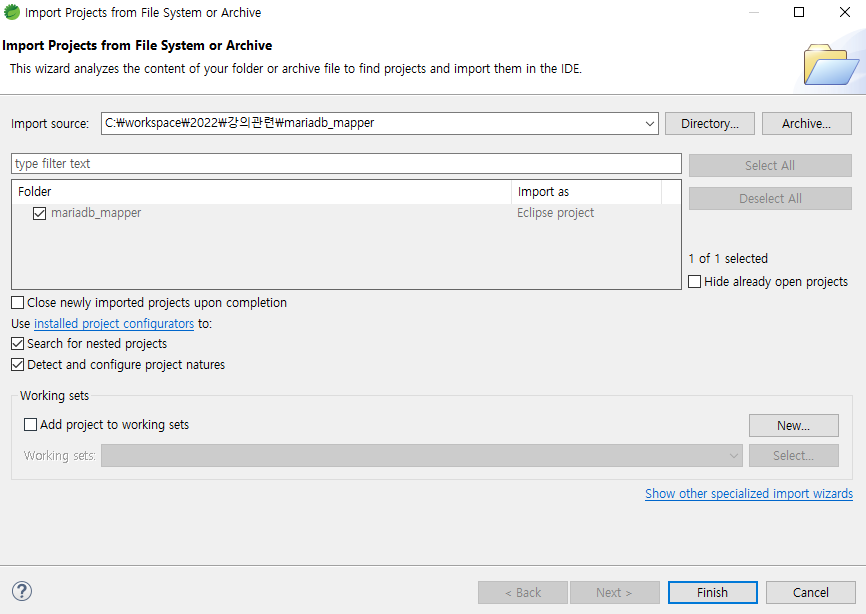 Import Projects from File System or Archive
Import Projects from File System or Archive
This wizard analyzes the content of your folder or archive file to find projects and import them in the IDE.
Import source: C:₩workspace₩2022₩강의관련₩mariadb_mapper Directory... Archive...
type filter text Select All
Folder Import as Deselect All
mariadb_mapper Eclipse project
1 of 1 selected
Hide already open projects
Close newly imported projects upon completion
Use installed project configurators to:
Search for nested projects
Detect and configure project natures
Working sets
Add project to working sets New...
Working sets: Select...
Show other specialized import wizards
? < Back Next > Finish Cancel